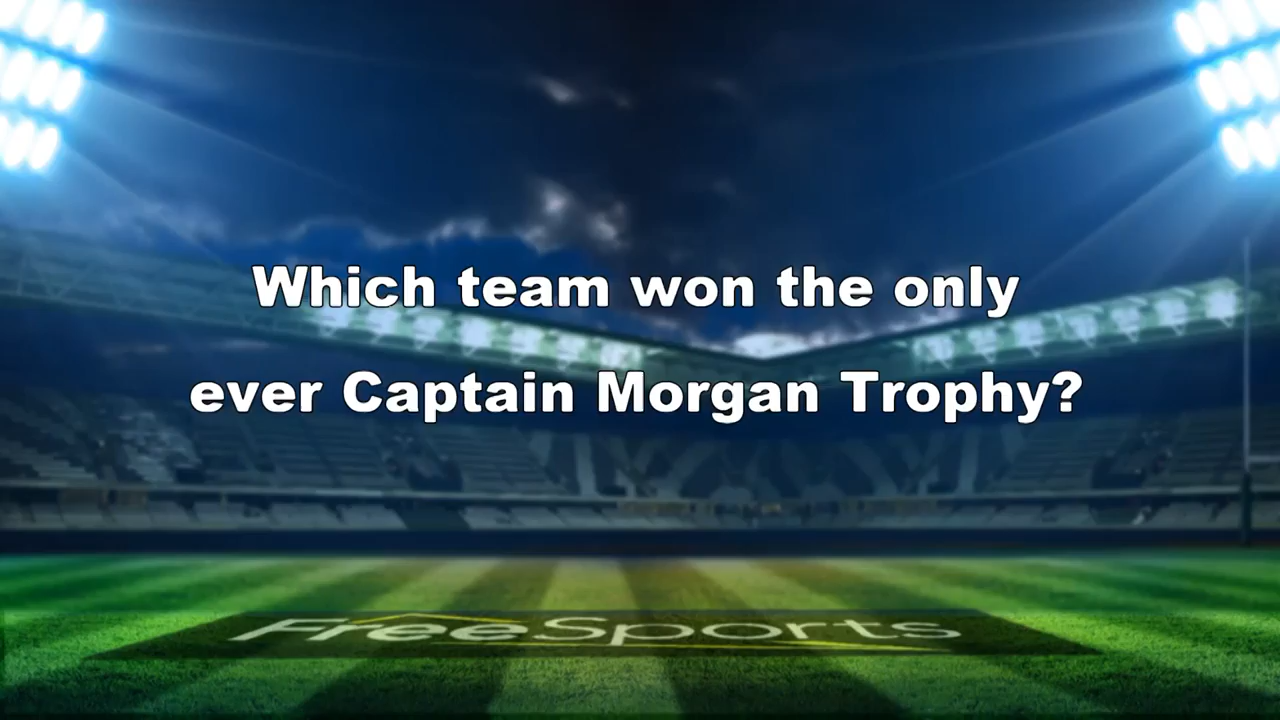 Which team won the only
ever Captain Morgan Trophy?
FreeSports